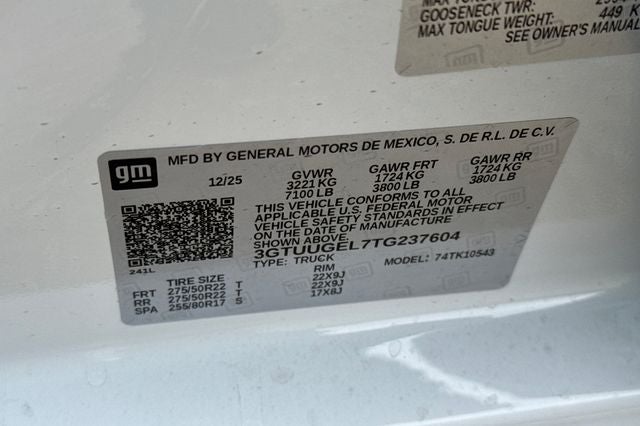 GOOSENECK TWR:
MAX TONGUE WEIGHT: 449 K
SEE OWNER'S MANUAL
MFD BY GENERAL MOTORS DE MEXICO, S. DE R.L. DE C.V.
gm
12/25 GVWR GAWR FRT GAWR RR
3221 KG 1724 KG 1724 KG
7100 LB 3800 LB 3800 LB
THIS VEHICLE CONFORMS TO ALL
APPLICABLE U.S. FEDERAL MOTOR
VEHICLE SAFETY STANDARDS IN EFFECT
ON THE DATE OF MANUFACTURE
SHOWN ABOVE.
3GTUUGEL7TG237604
241L
TYPE: TRUCK MODEL: 74TK10543
TIRE SIZE RIM
FRT 275/50R22 T 22X9J
RR 275/50R22 T 22X9J
SPA 255/80R17 S 17X8J